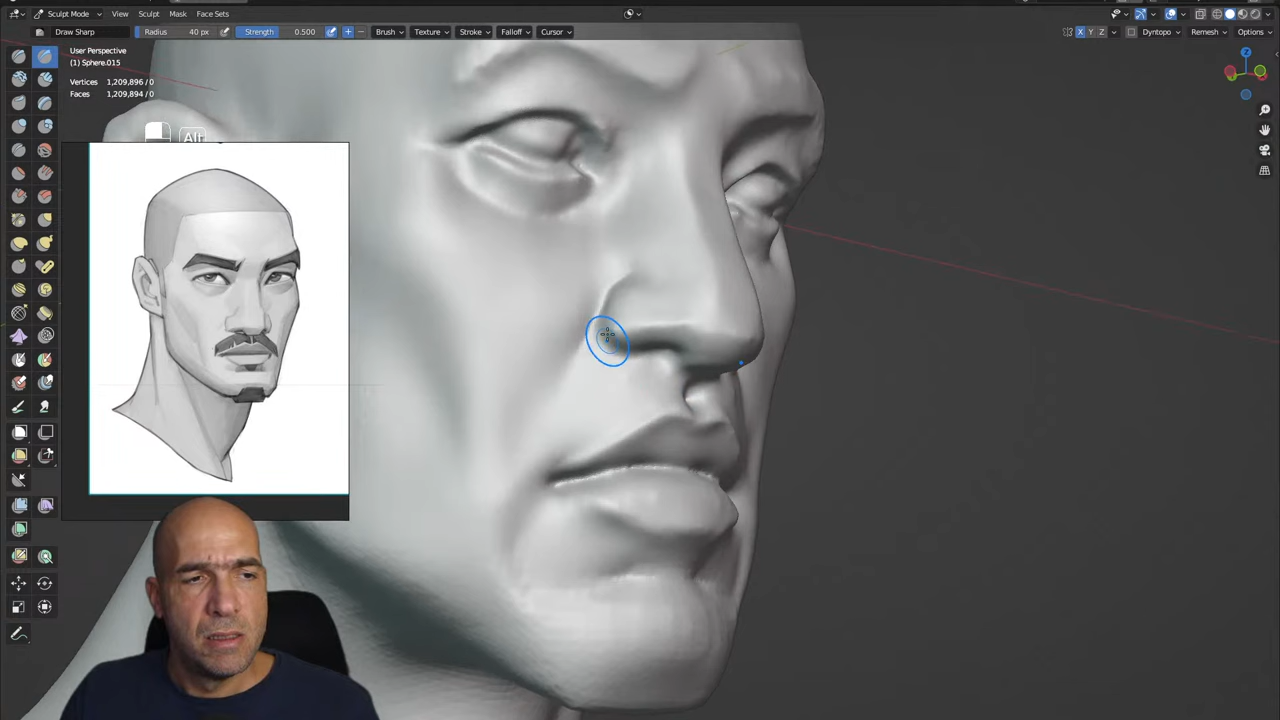 Sculpt Mode View Sculpt Mask Face Sets Options
Draw Sharp Radius 40 px Strength 0.500 Brush Texture Stroke Falloff Cursor X Y Z Dyntopo Remesh Options
User Perspective
(1) Sphere.015
Vertices 1,209,896 / 0
Faces 1,209,894 / 0
Z
Alt